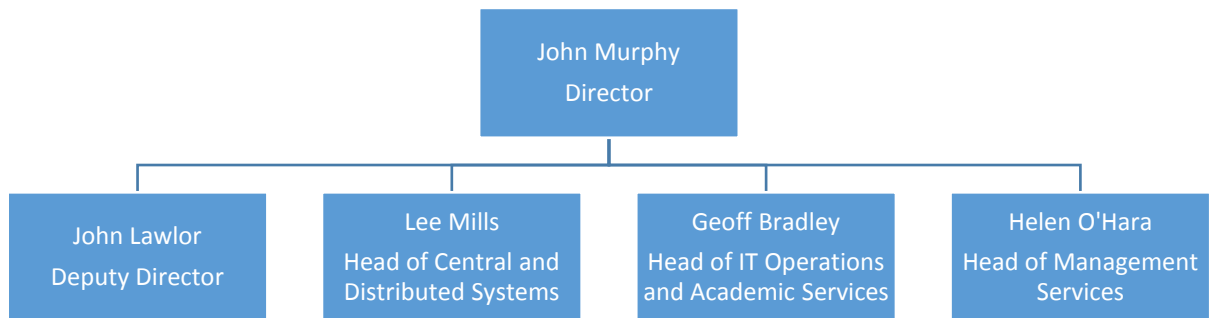 John Murphy
Director
John Lawlor
Deputy Director
Lee Mills
Head of Central and
Distributed Systems
Geoff Bradley
Head of IT Operations
and Academic Services
Helen O'Hara
Head of Management
Services